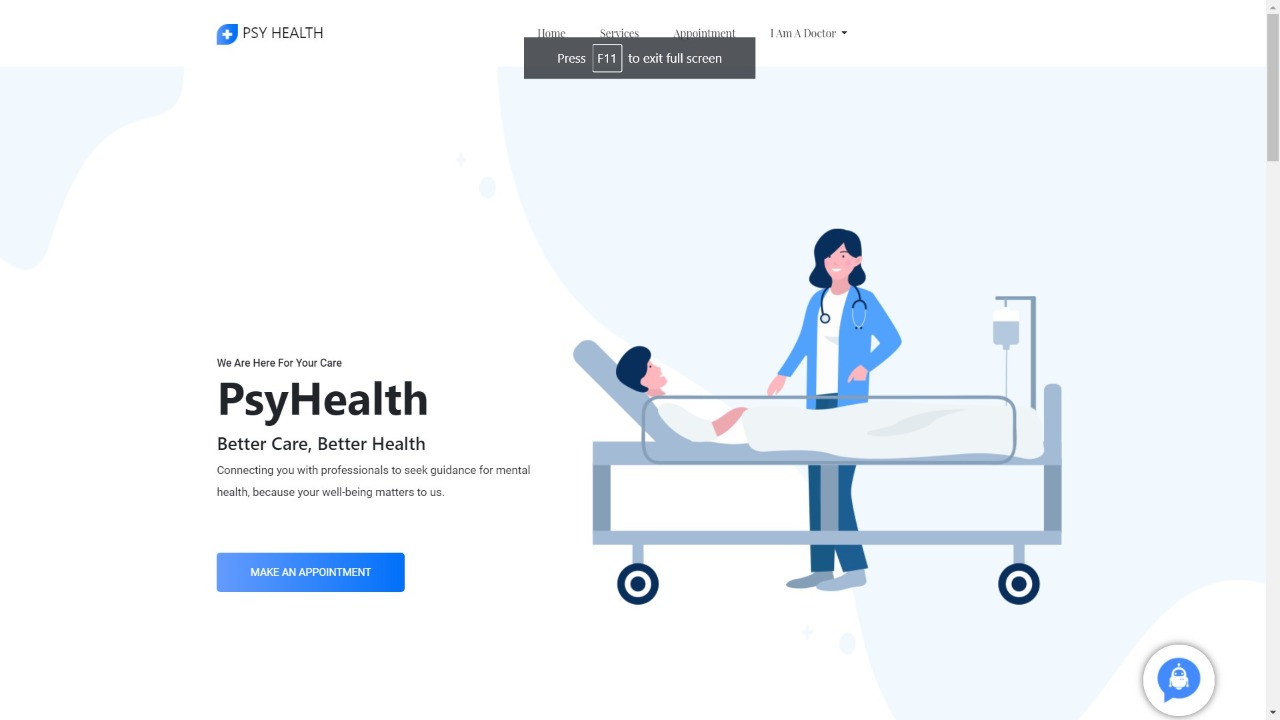 PSY HEALTH
Home Services Appointment I Am A Doctor
Press F11 to exit full screen
We Are Here For Your Care
PsyHealth
Better Care, Better Health
Connecting you with professionals to seek guidance for mental
health, because your well-being matters to us.
MAKE AN APPOINTMENT